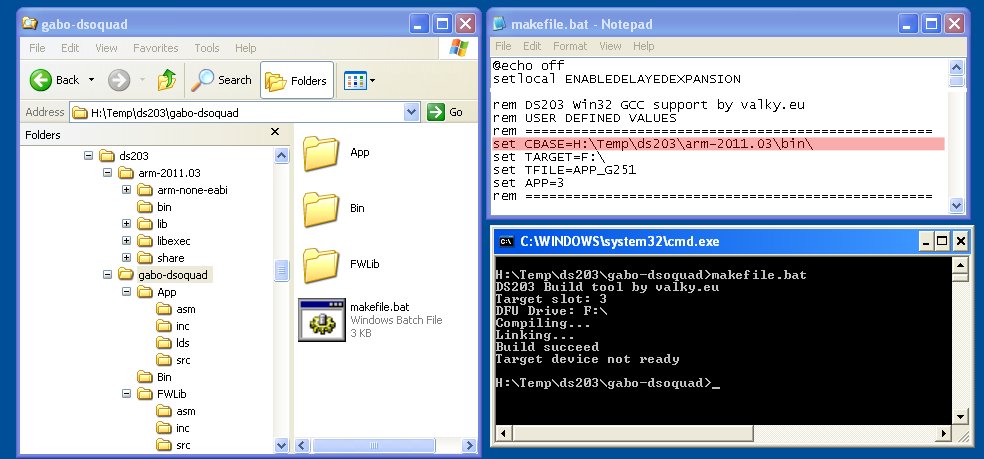 gabo-dsoquad
File Edit View Favorites Tools Help
Back Search Folders
Address H:\Temp\ds203\gabo-dsoquad Go
Folders
ds203
arm-2011.03
arm-none-eabi
bin
lib
libexec
share
gabo-dsoquad
App
asm
inc
lds
src
Bin
FWLib
asm
inc
src
App
Bin
FWLib
makefile.bat
Windows Batch File
3 KB
makefile.bat - Notepad
File Edit Format View Help
@echo off
setlocal ENABLEDELAYEDEXPANSION
rem DS203 Win32 GCC support by valky.eu
rem USER DEFINED VALUES
rem ===================================================
set CBASE=H:\Temp\ds203\arm-2011.03\bin\
set TARGET=F:\
set TFILE=APP_G251
set APP=3
rem ===================================================
C:\WINDOWS\system32\cmd.exe
H:\Temp\ds203\gabo-dsoquad>makefile.bat
DS203 Build tool by valky.eu
Target slot: 3
DFU Drive: F:\
Compiling...
Linking...
Build succeed
Target device not ready
H:\Temp\ds203\gabo-dsoquad>_